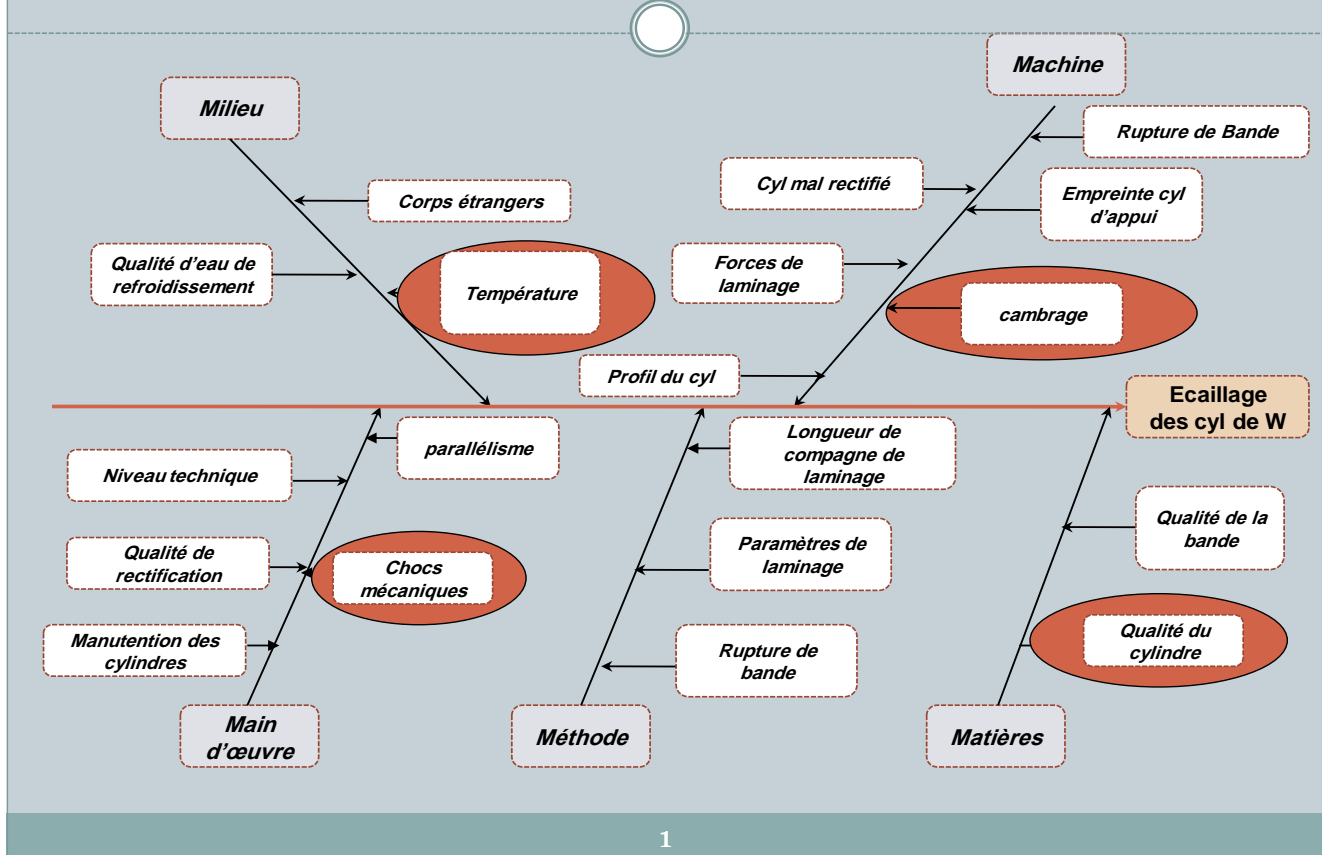 Machine
Milieu
Rupture de Bande
Cyl mal rectifié
Empreinte cyl
d'appui
Corps étrangers
Qualité d'eau de
refroidissement
Température
Forces de
laminage
cambrage
Profil du cyl
Ecaillage
des cyl de W
parallélisme
Longueur de
compagne de
laminage
Niveau technique
Qualité de la
bande
Qualité de
rectification
Chocs
mécaniques
Paramètres de
laminage
Manutention des
cylindres
Rupture de
bande
Qualité du
cylindre
Main
d'œuvre
Méthode
Matières
1